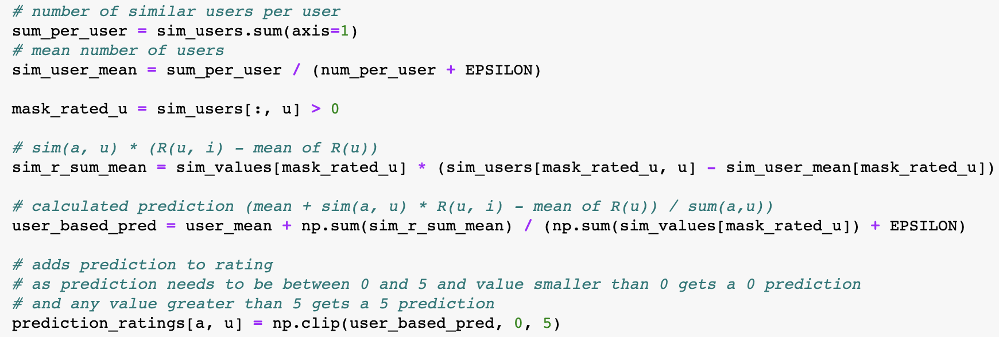 # number of similar users per user
sum_per_user = sim_users.sum(axis=1)
# mean number of users
sim_user_mean = sum_per_user / (num_per_user + EPSILON)
mask_rated_u = sim_users[:, u] > 0
# sim(a, u) * (R(u, i) - mean of R(u))
sim_r_sum_mean = sim_values[mask_rated_u] * (sim_users[mask_rated_u, u] - sim_user_mean[mask_rated_u])
# calculated prediction (mean + sim(a, u) * R(u, i) - mean of R(u)) / sum(a,u))
user_based_pred = user_mean + np.sum(sim_r_sum_mean) / (np.sum(sim_values[mask_rated_u]) + EPSILON)
# adds prediction to rating
# as prediction needs to be between 0 and 5 and value smaller than 0 gets a 0 prediction
# and any value greater than 5 gets a 5 prediction
prediction_ratings[a, u] = np.clip(user_based_pred, 0, 5)